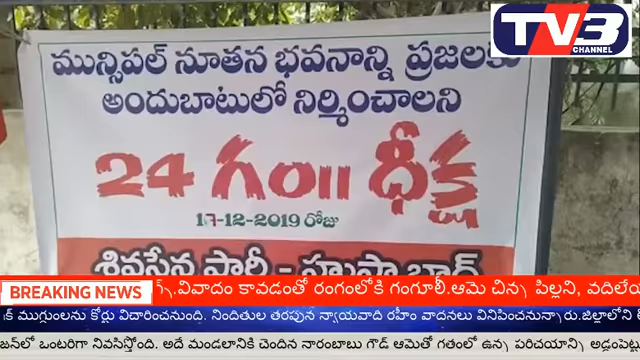 TV3
CHANNEL
మున్సిపల్ నూతన భవనాన్ని ప్రజలకు
అందుబాటులో నిర్మించాలని
24 గం॥ దీక్ష
17-12-2019 రోజు
శివసేన పార్టీ -
BREAKING NEWS
వివాదం కావడంతో రంగంలోకి గంగూలీ.ఆమె చిన్న పిల్లని, వదిలేయ
ముగ్గులను కోర్టు విచారించనుంది. నిందితుల తరపున న్యాయవాది రహీం వాదనలు వినిపించనున్నారు.జిల్లాలోని
జన్‌లో ఒంటరిగా నివసిస్తోంది. అదే మండలానికి చెందిన నారంబాబు గౌడ్ ఆమెతో గతంలో ఉన్న పరిచయాన్ని అడ్డంపెట్ట